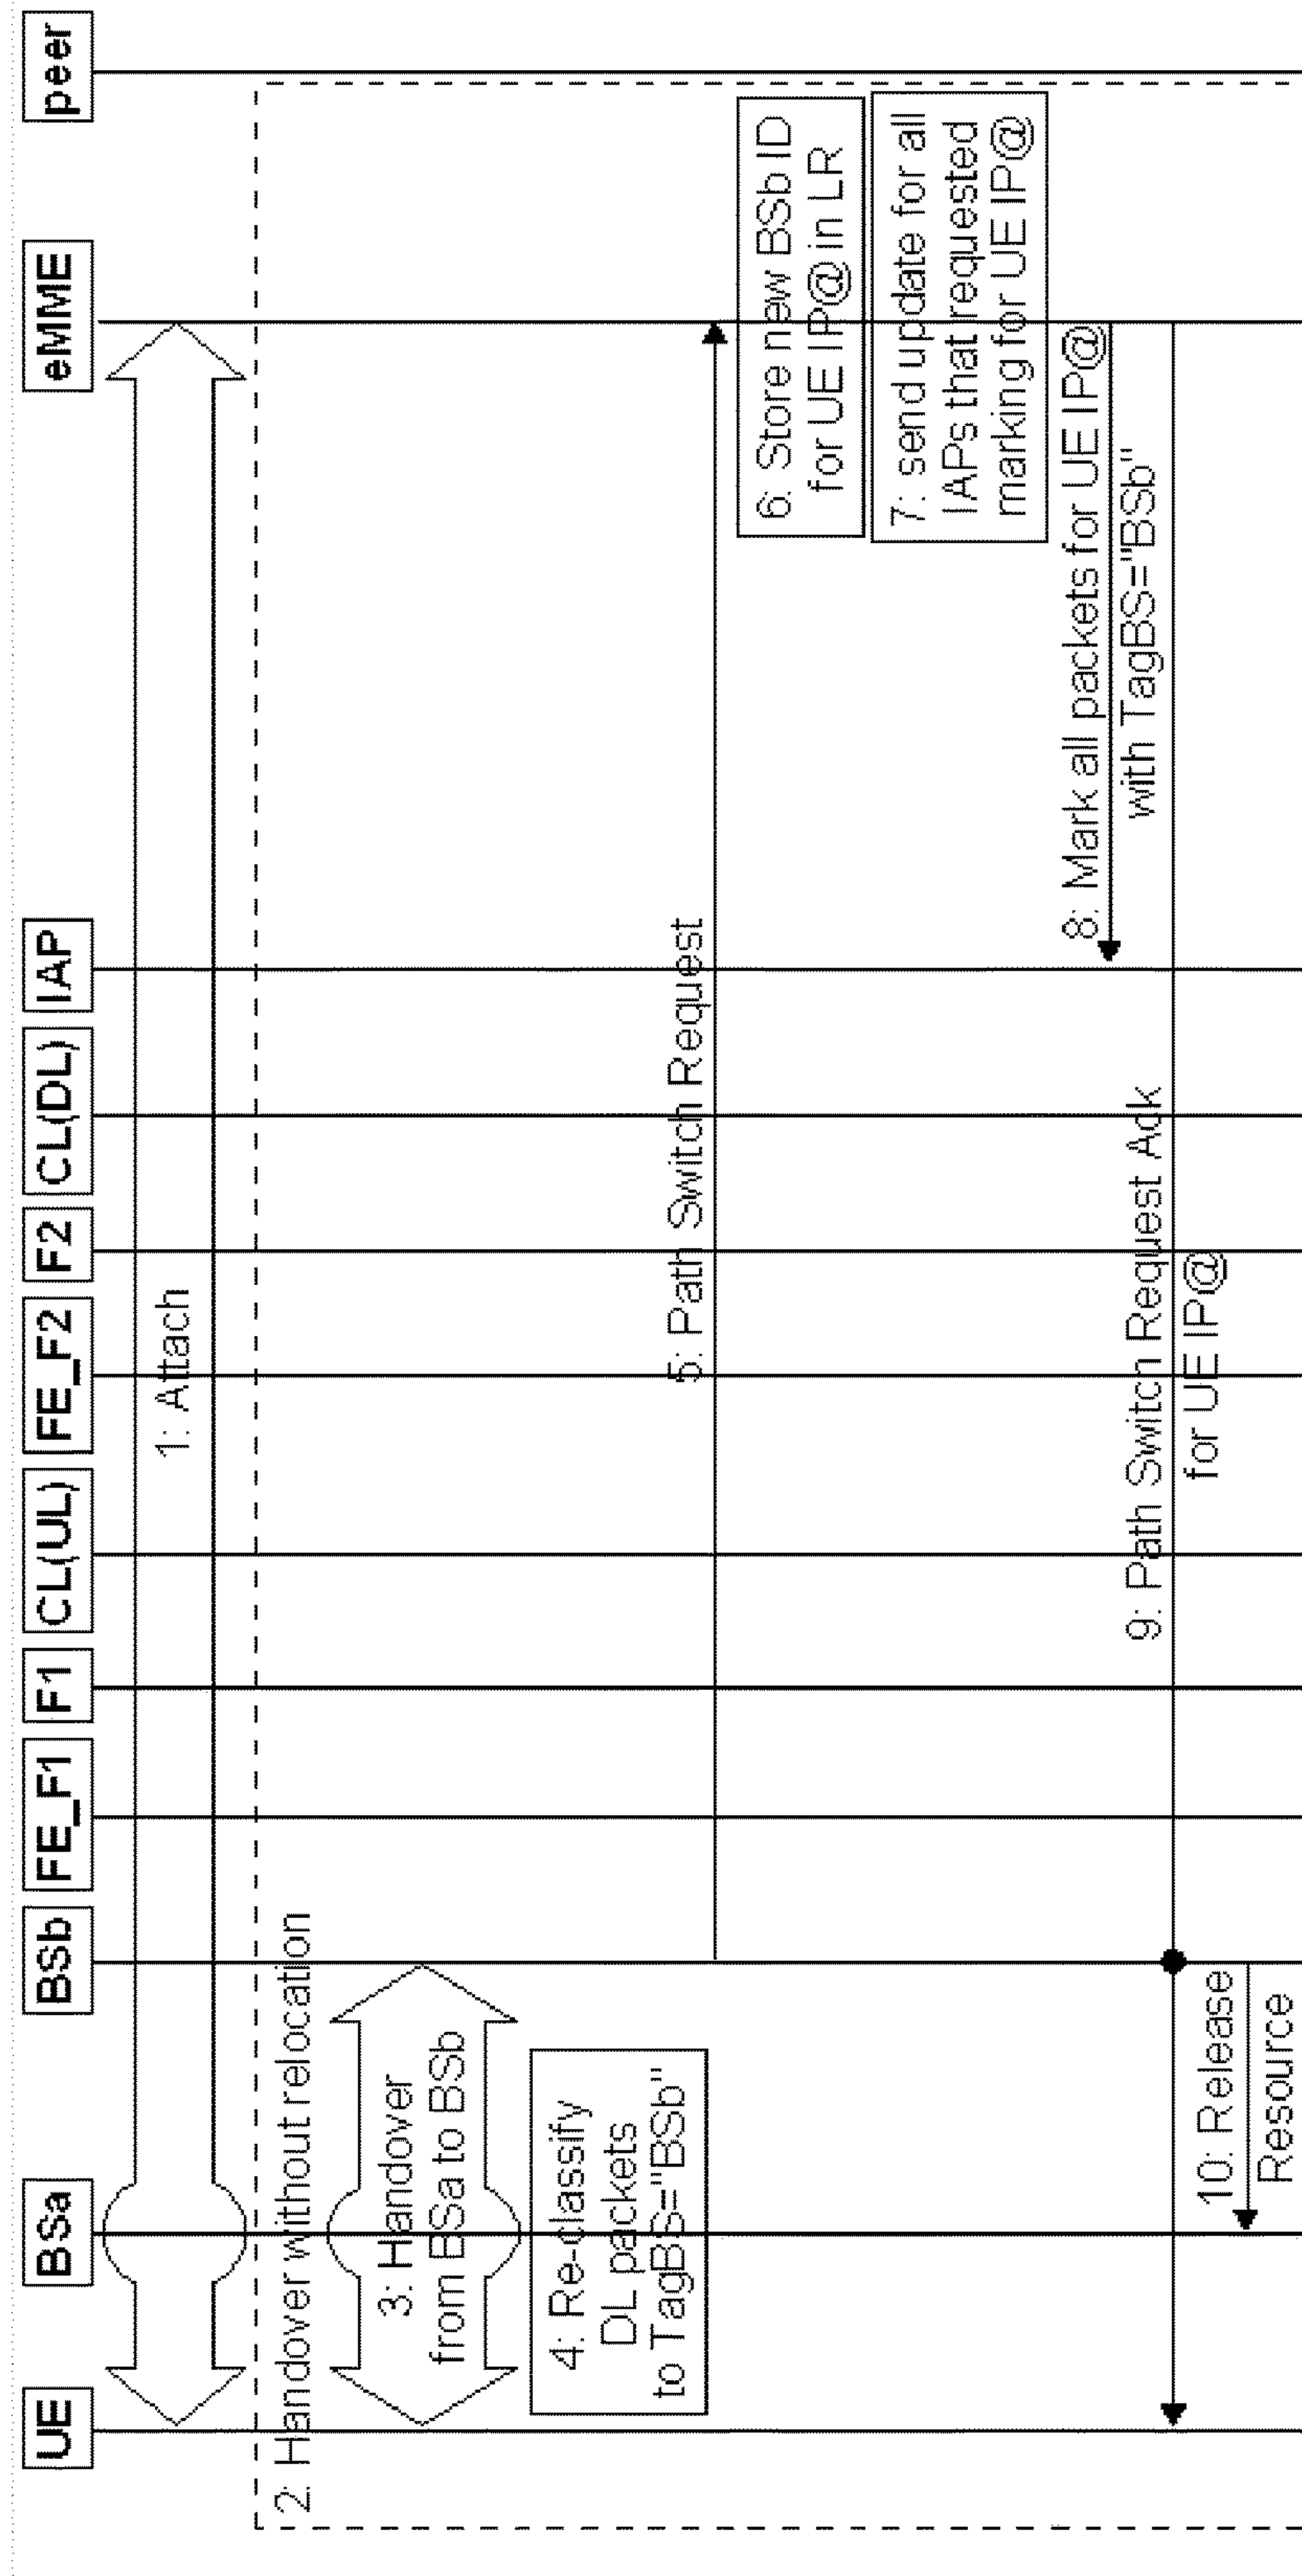 UE
BSa
BSb
FE_F1
F1
CL(UL)
FE_F2
F2
CL(DL)
IAP
eMME
peer
1: Attach
2: Handover without relocation
3: Handover
from BSa to BSb
4: Re-classify
DL packets
to TagBS="BSb"
5: Path Switch Request
6: Store new BSb ID
for UE IP@ in LR
7: send update for all
IAPs that requested
marking for UE IP@
8: Mark all packets for UE IP@
with TagBS="BSb"
9: Path Switch Request Ack
for UE IP@
10: Release
Resource